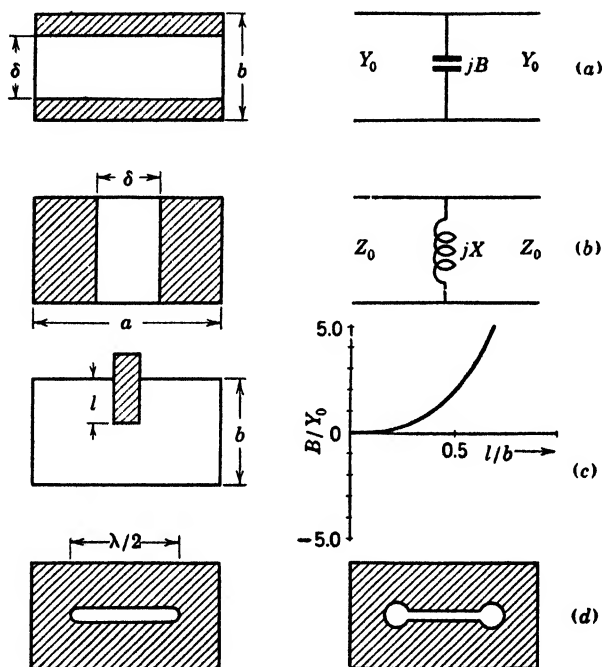 δ
b
Y₀
jB
Y₀
(a)
δ
a
Z₀
jX
Z₀
(b)
l
b
5.0
B/Y₀
0
0.5
l/b
−5.0
(c)
λ/2
(d)